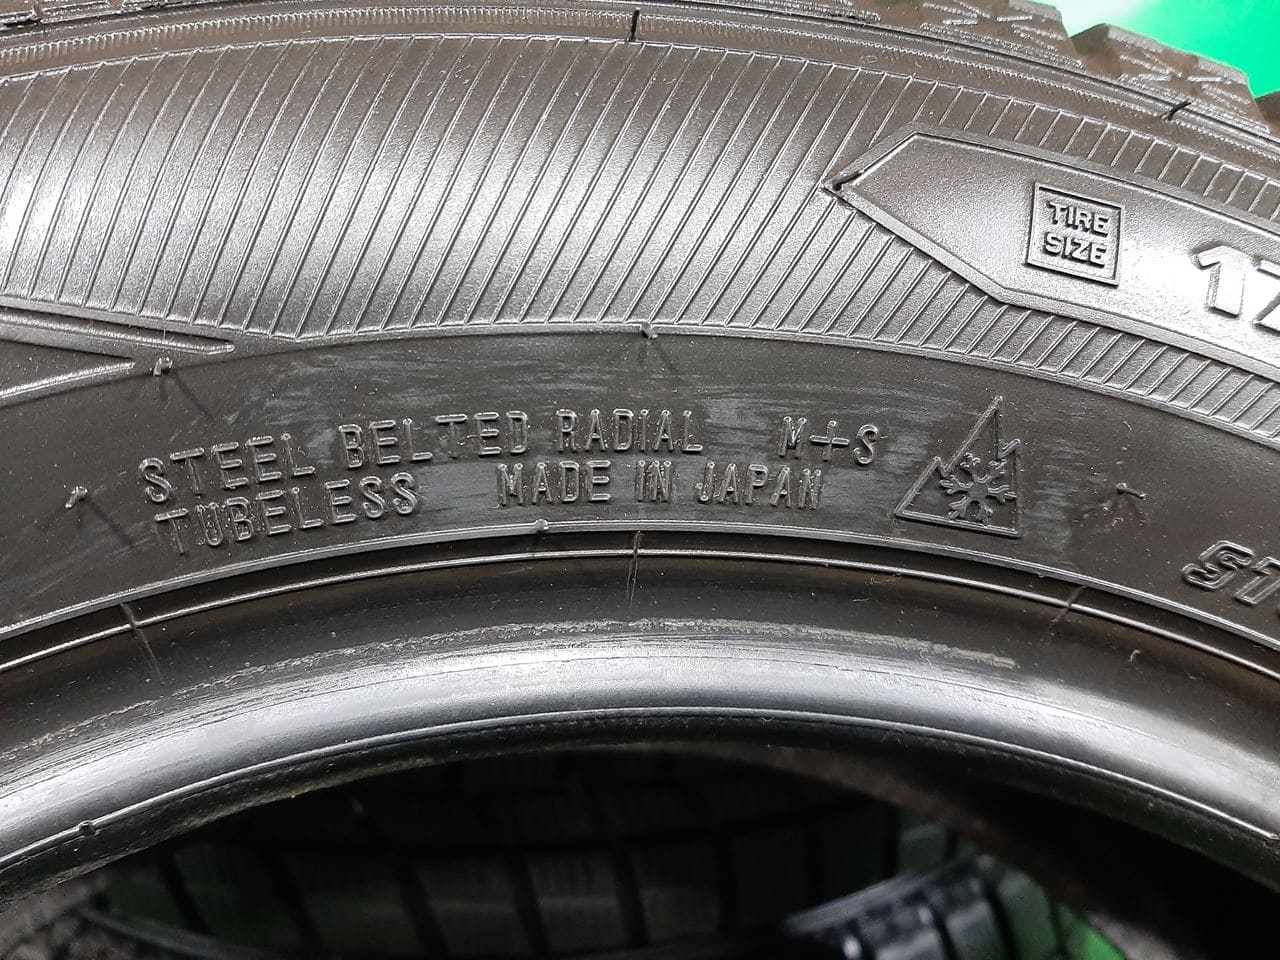 TIRE
SIZE
STEEL BELTED RADIAL M+S
TUBELESS MADE IN JAPAN